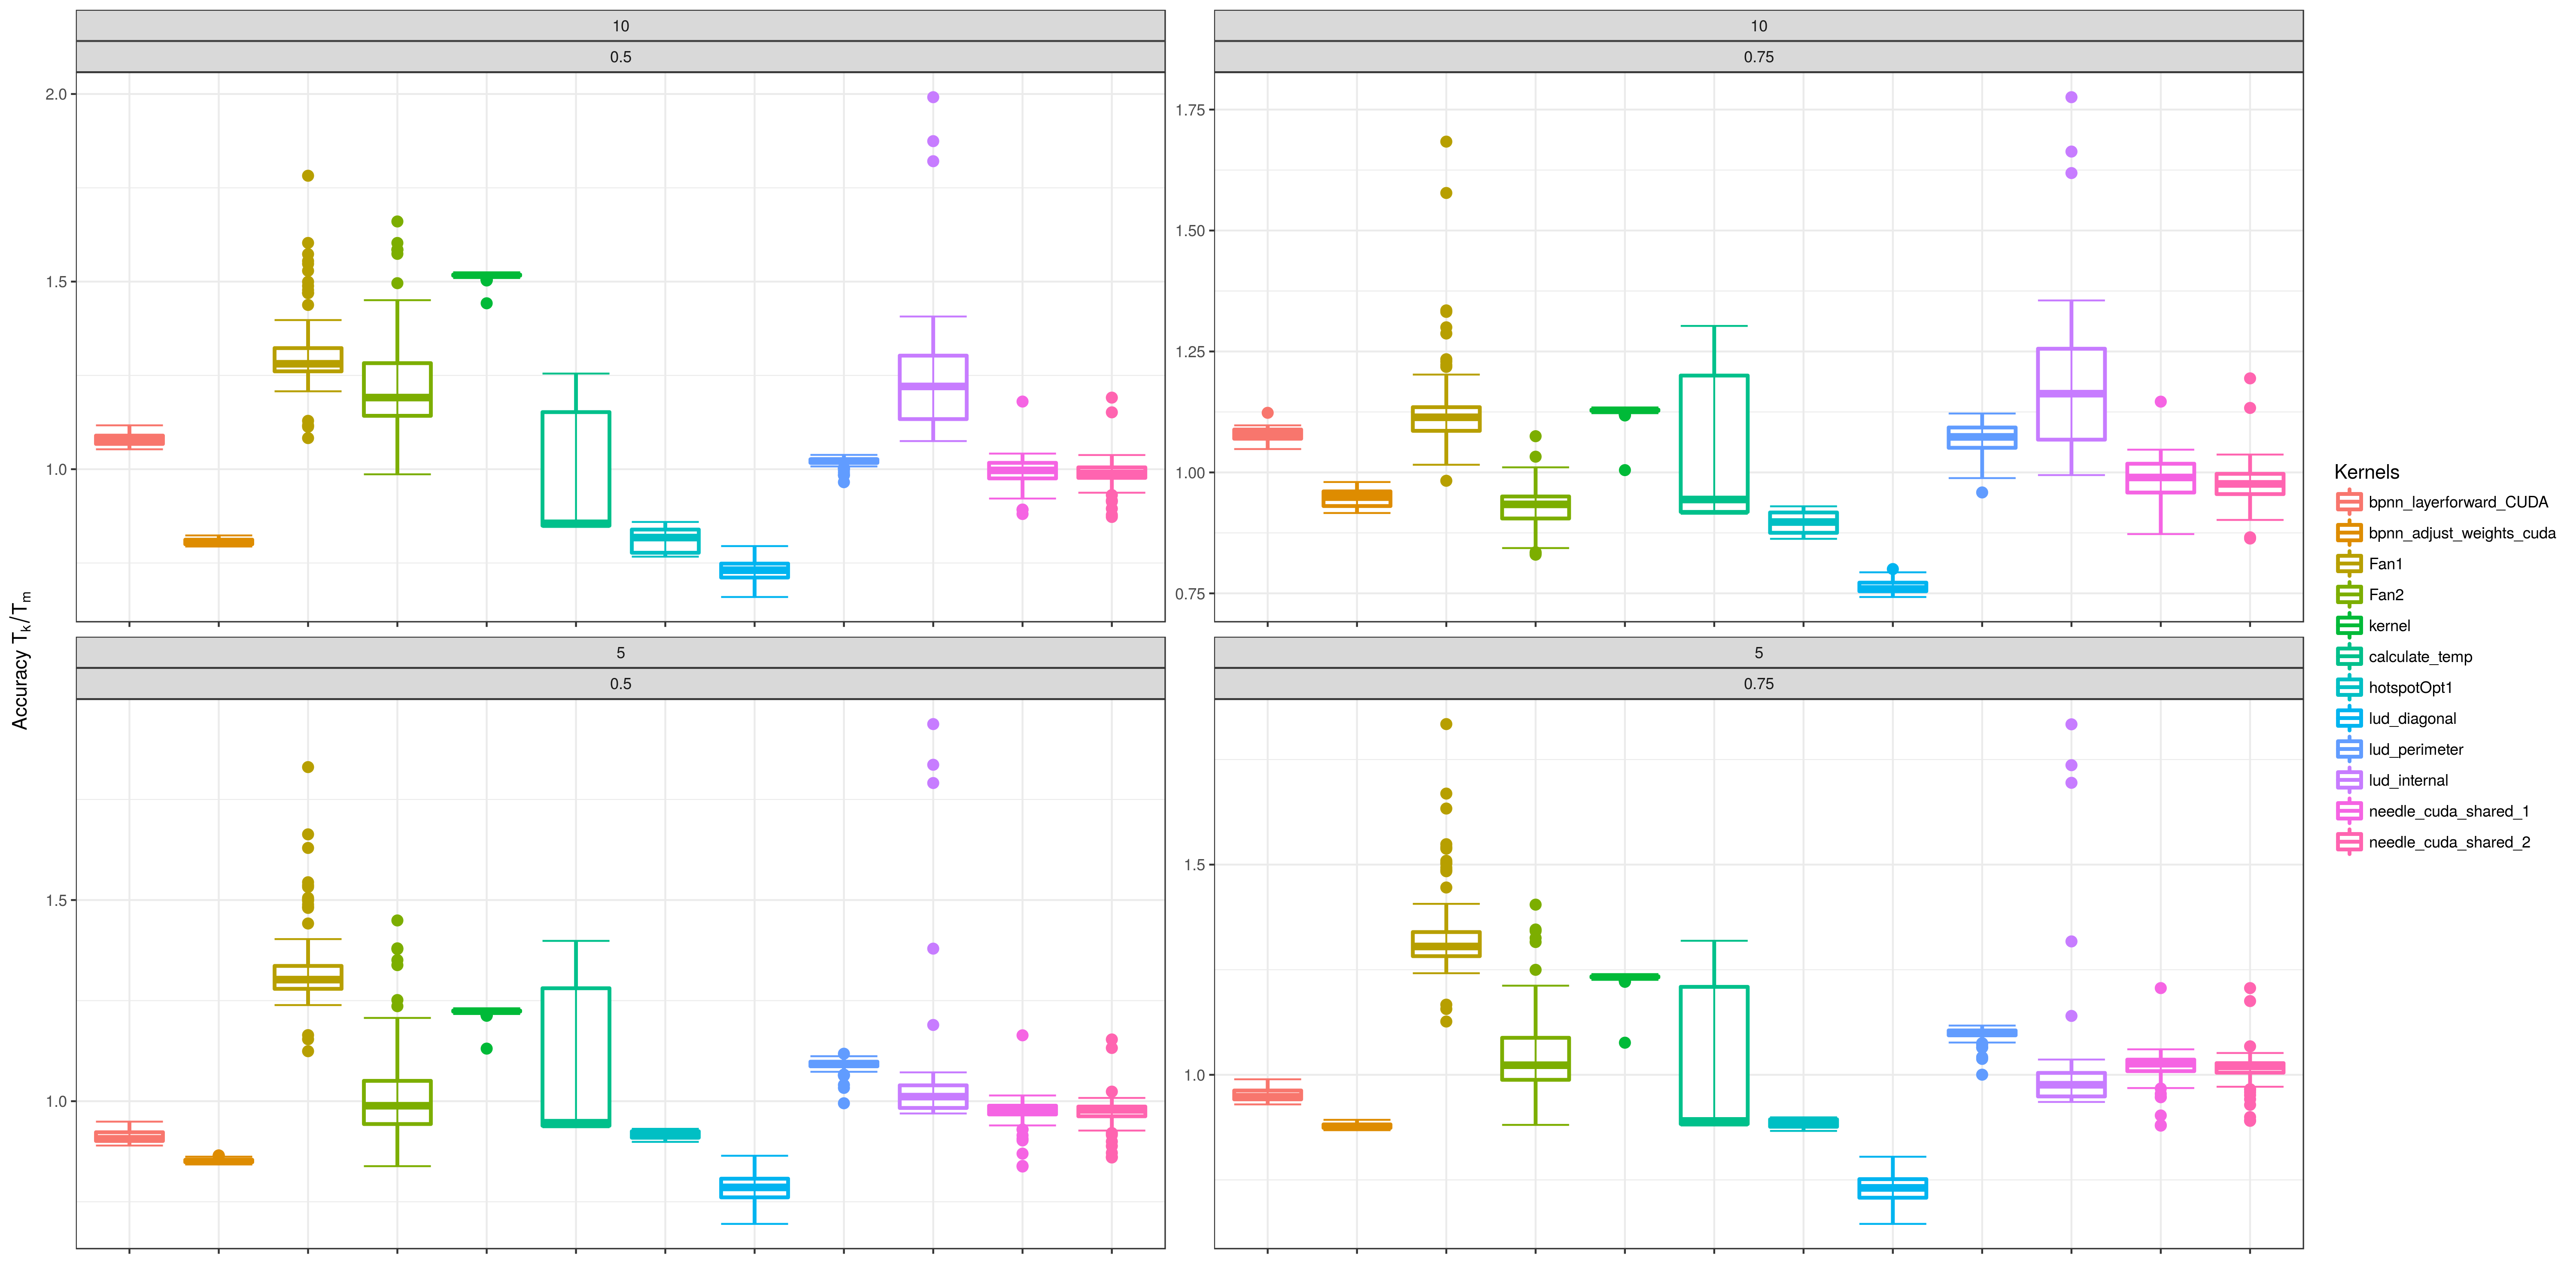 10
0.5
2.0
1.5
1.0
10
0.75
1.75
1.50
1.25
1.00
0.75
5
0.5
1.5
1.0
5
0.75
1.5
1.0
Accuracy Tk/Tm
Kernels
bpnn_layerforward_CUDA
bpnn_adjust_weights_cuda
Fan1
Fan2
kernel
calculate_temp
hotspotOpt1
lud_diagonal
lud_perimeter
lud_internal
needle_cuda_shared_1
needle_cuda_shared_2